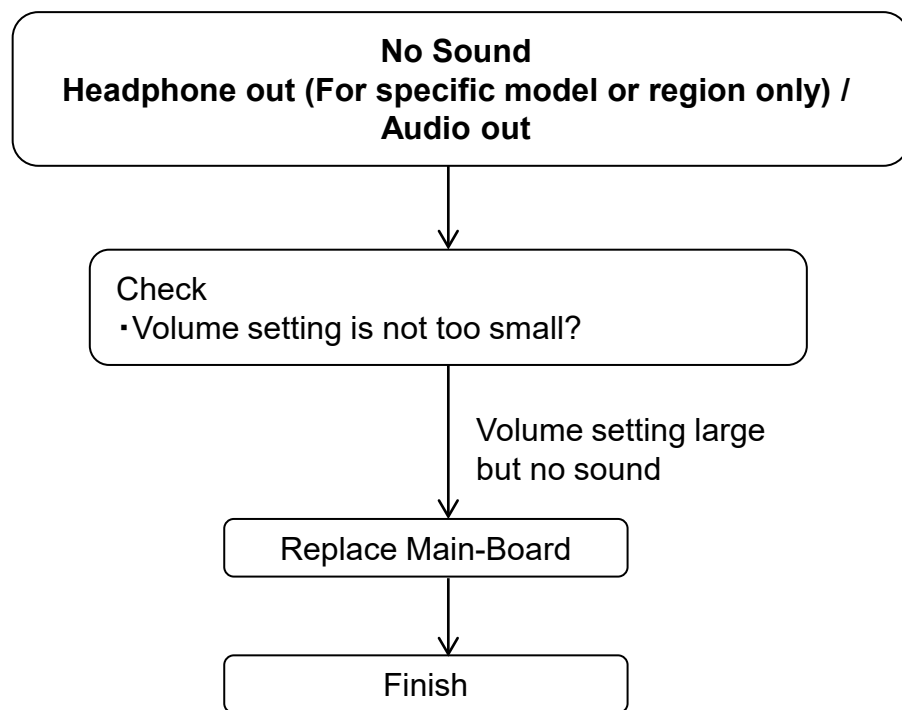 No Sound
Headphone out (For specific model or region only) /
Audio out
Check
･Volume setting is not too small?
Volume setting large
but no sound
Replace Main-Board
Finish